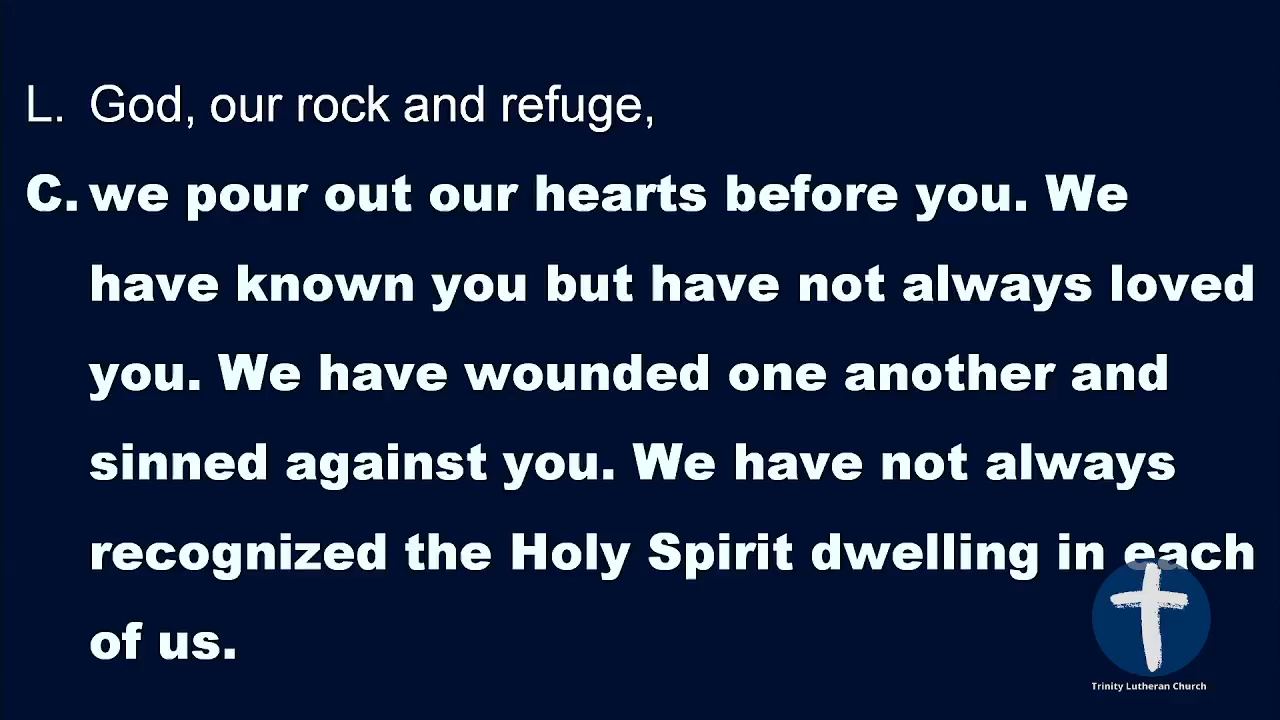 L. God, our rock and refuge,
C. we pour out our hearts before you. We
have known you but have not always loved
you. We have wounded one another and
sinned against you. We have not always
recognized the Holy Spirit dwelling in each
of us.
Trinity Lutheran Church